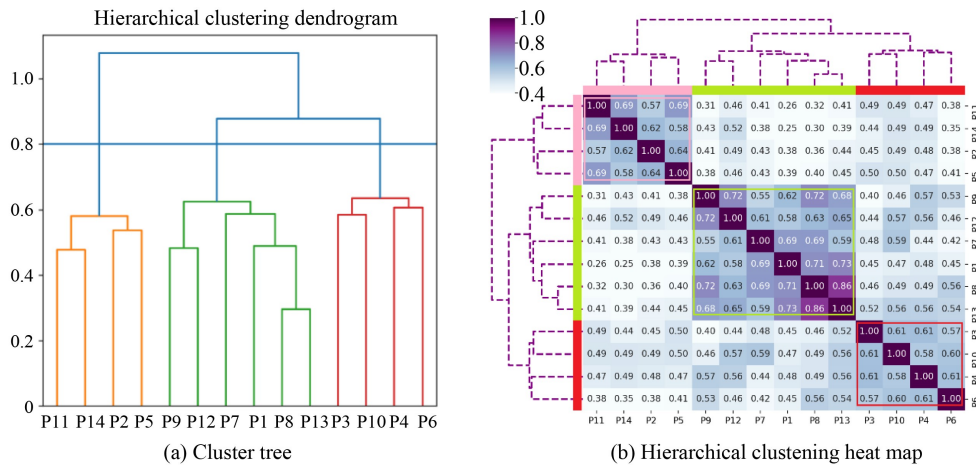 Hierarchical clustering dendrogram
1.0
0.8
0.6
0.4
0.2
0
P11 P14 P2 P5 P9 P12 P7 P1 P8 P13 P3 P10 P4 P6
(a) Cluster tree
1.0
0.8
0.6
0.4
1.00 0.69 0.57 0.69 0.31 0.46 0.41 0.26 0.32 0.41 0.49 0.49 0.47 0.38
0.69 1.00 0.62 0.58 0.43 0.52 0.38 0.25 0.30 0.39 0.44 0.49 0.49 0.35
0.57 0.62 1.00 0.64 0.41 0.49 0.43 0.38 0.36 0.44 0.45 0.49 0.48 0.38
0.69 0.58 0.64 1.00 0.38 0.46 0.43 0.39 0.40 0.45 0.50 0.50 0.47 0.41
0.31 0.43 0.41 0.38 1.00 0.72 0.55 0.62 0.72 0.68 0.40 0.46 0.57 0.53
0.46 0.52 0.49 0.46 0.72 1.00 0.61 0.58 0.63 0.65 0.44 0.57 0.56 0.46
0.41 0.38 0.43 0.43 0.55 0.61 1.00 0.69 0.69 0.59 0.48 0.59 0.44 0.42
0.26 0.25 0.38 0.39 0.62 0.58 0.69 1.00 0.71 0.73 0.45 0.47 0.48 0.45
0.32 0.30 0.36 0.40 0.72 0.63 0.69 0.71 1.00 0.86 0.46 0.49 0.49 0.56
0.41 0.39 0.44 0.45 0.68 0.65 0.59 0.73 0.86 1.00 0.52 0.56 0.56 0.54
0.49 0.44 0.45 0.50 0.40 0.44 0.48 0.45 0.46 0.52 1.00 0.61 0.61 0.57
0.49 0.49 0.49 0.50 0.46 0.57 0.59 0.47 0.49 0.56 0.61 1.00 0.58 0.60
0.47 0.49 0.48 0.47 0.57 0.56 0.44 0.48 0.49 0.56 0.61 0.58 1.00 0.61
0.38 0.35 0.38 0.41 0.53 0.46 0.42 0.45 0.56 0.54 0.57 0.60 0.61 1.00
P11 P14 P2 P5 P9 P12 P7 P1 P8 P13 P3 P10 P4 P6
(b) Hierarchical clustening heat map